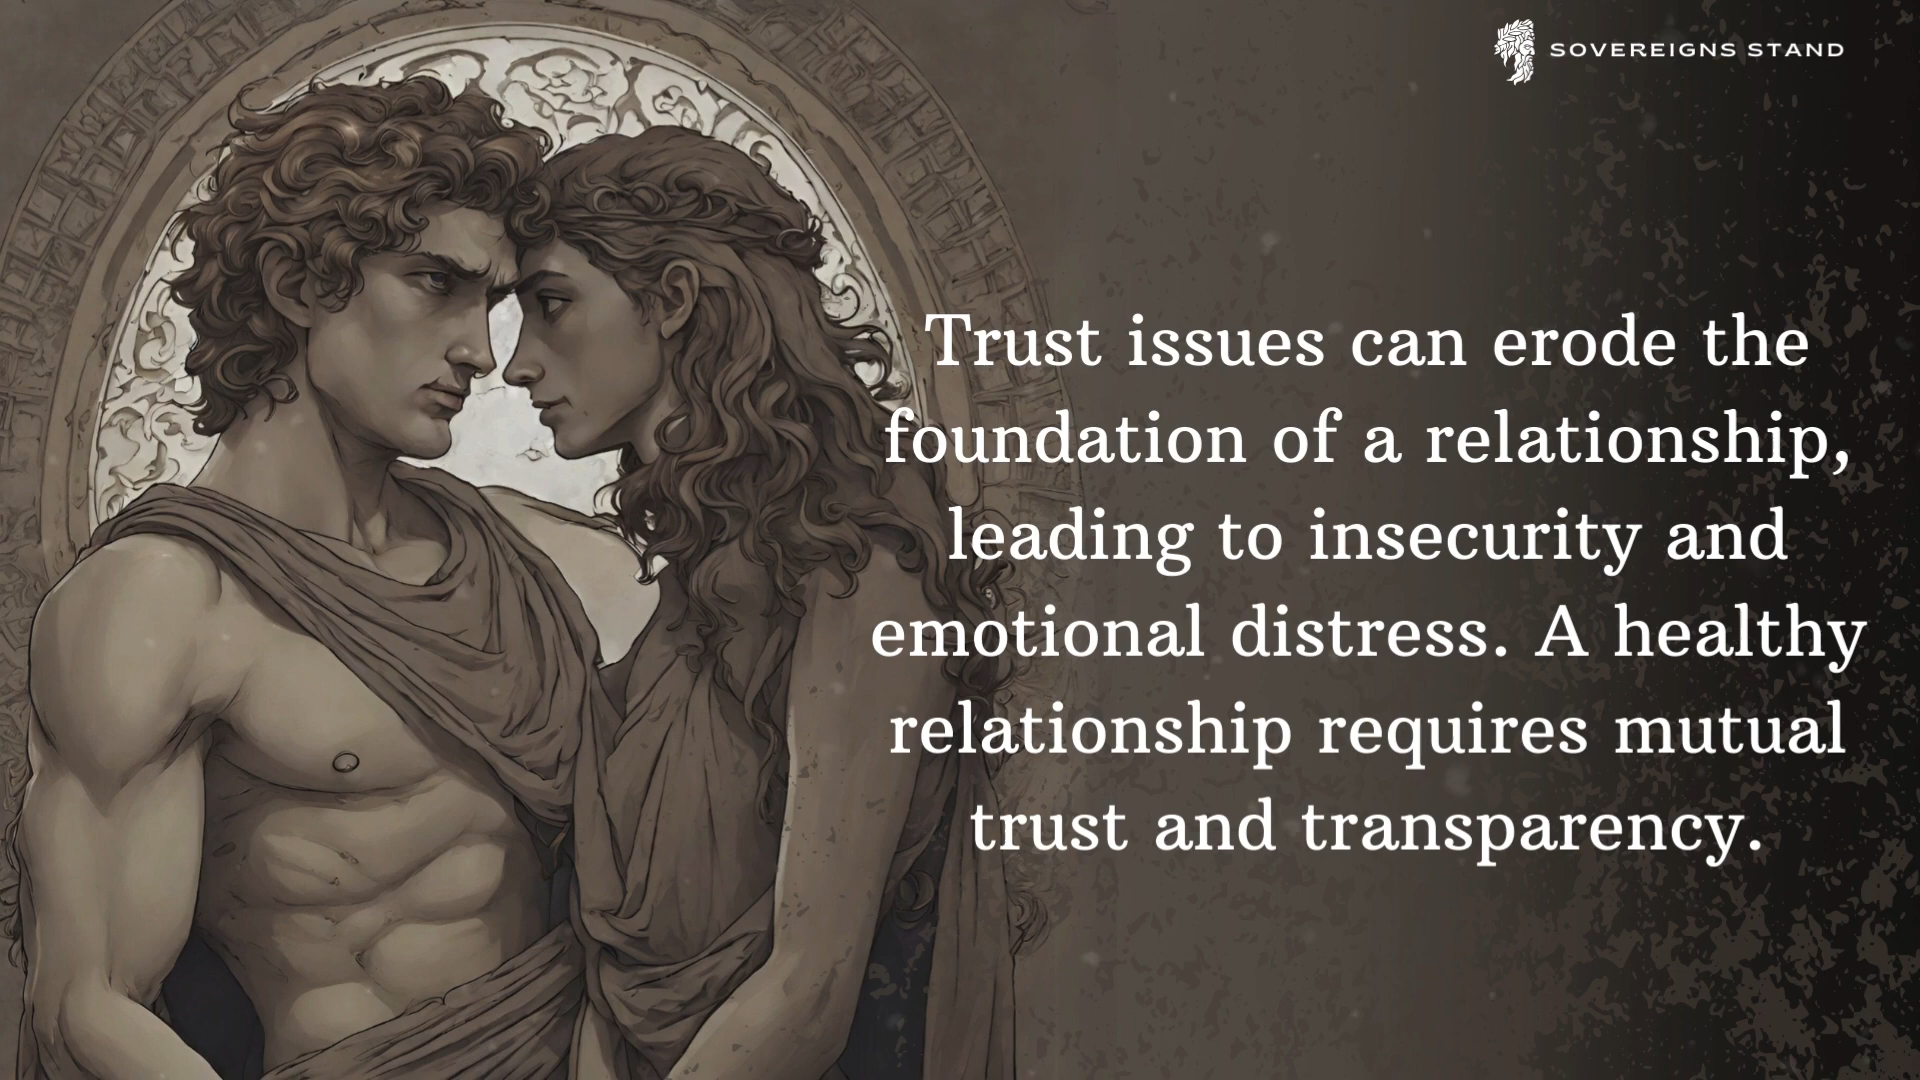 SOVEREIGNS STAND
Trust issues can erode the
foundation of a relationship,
leading to insecurity and
emotional distress. A healthy
relationship requires mutual
trust and transparency.